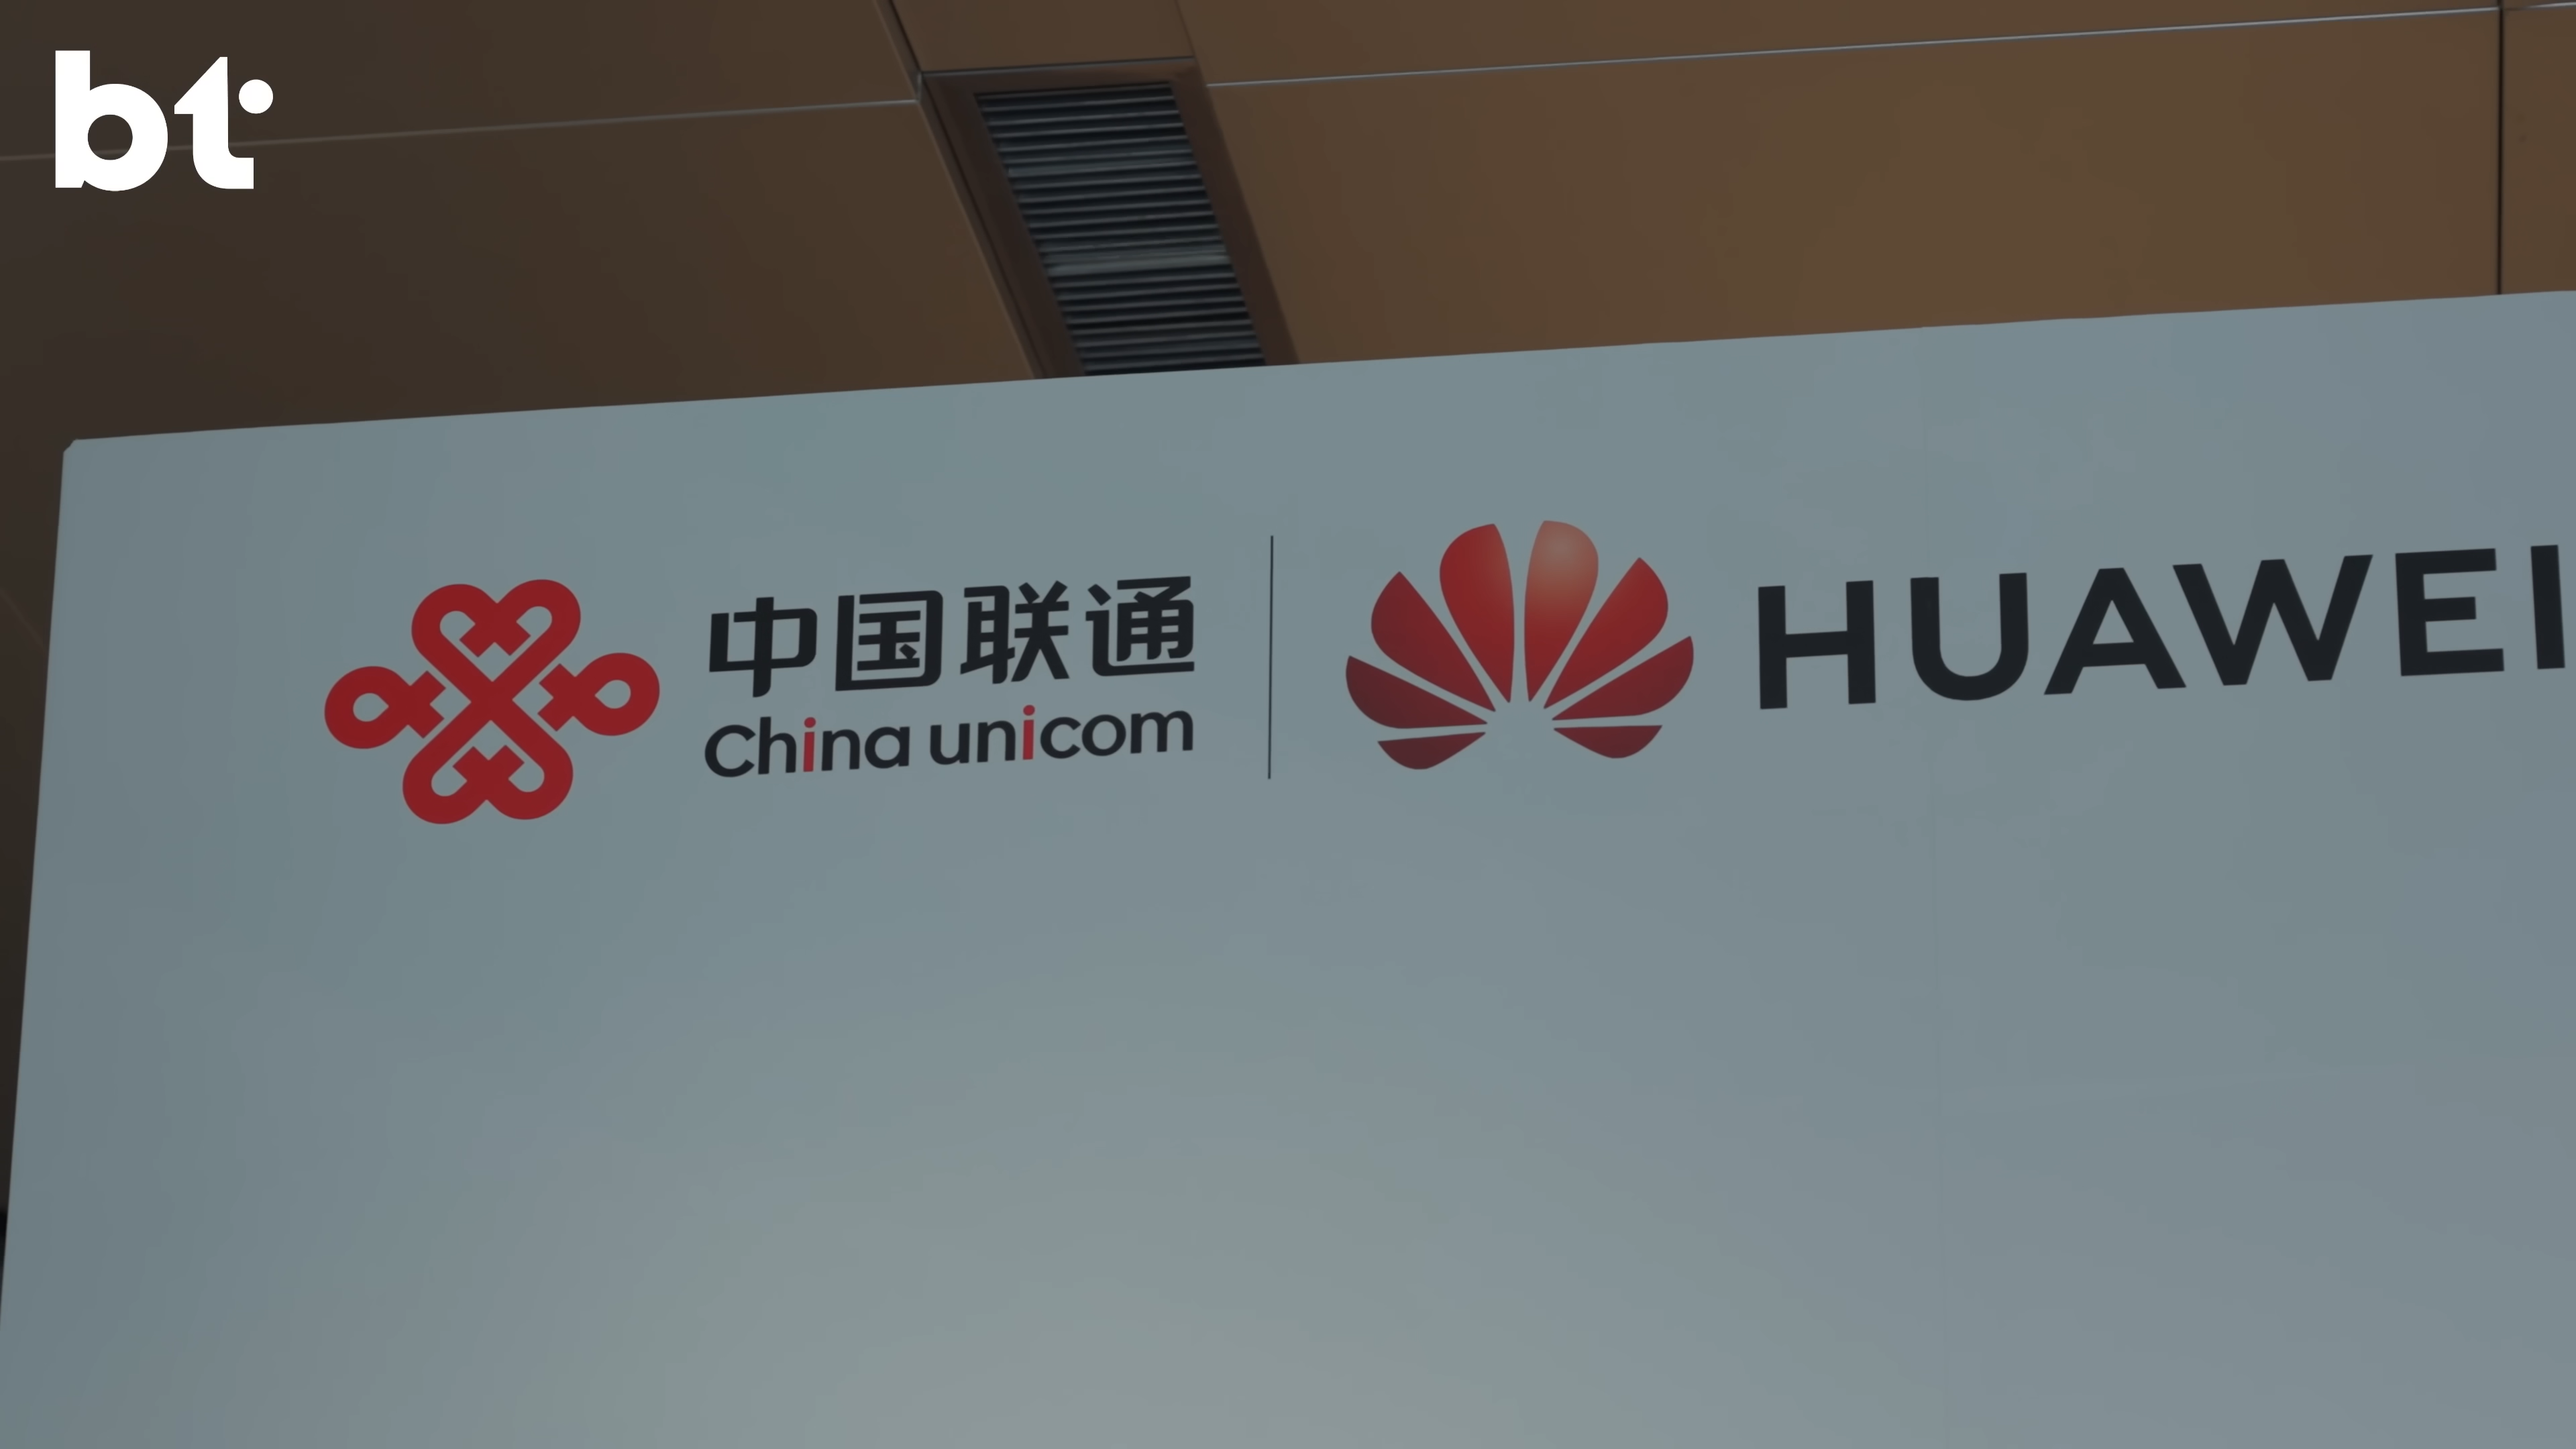 bt
中国联通
China unicom
HUAWEI